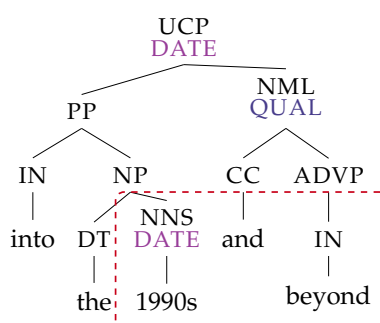 UCP
DATE
PP NML
QUAL
IN NP CC ADVP
into DT NNS and IN
DATE
the 1990s beyond